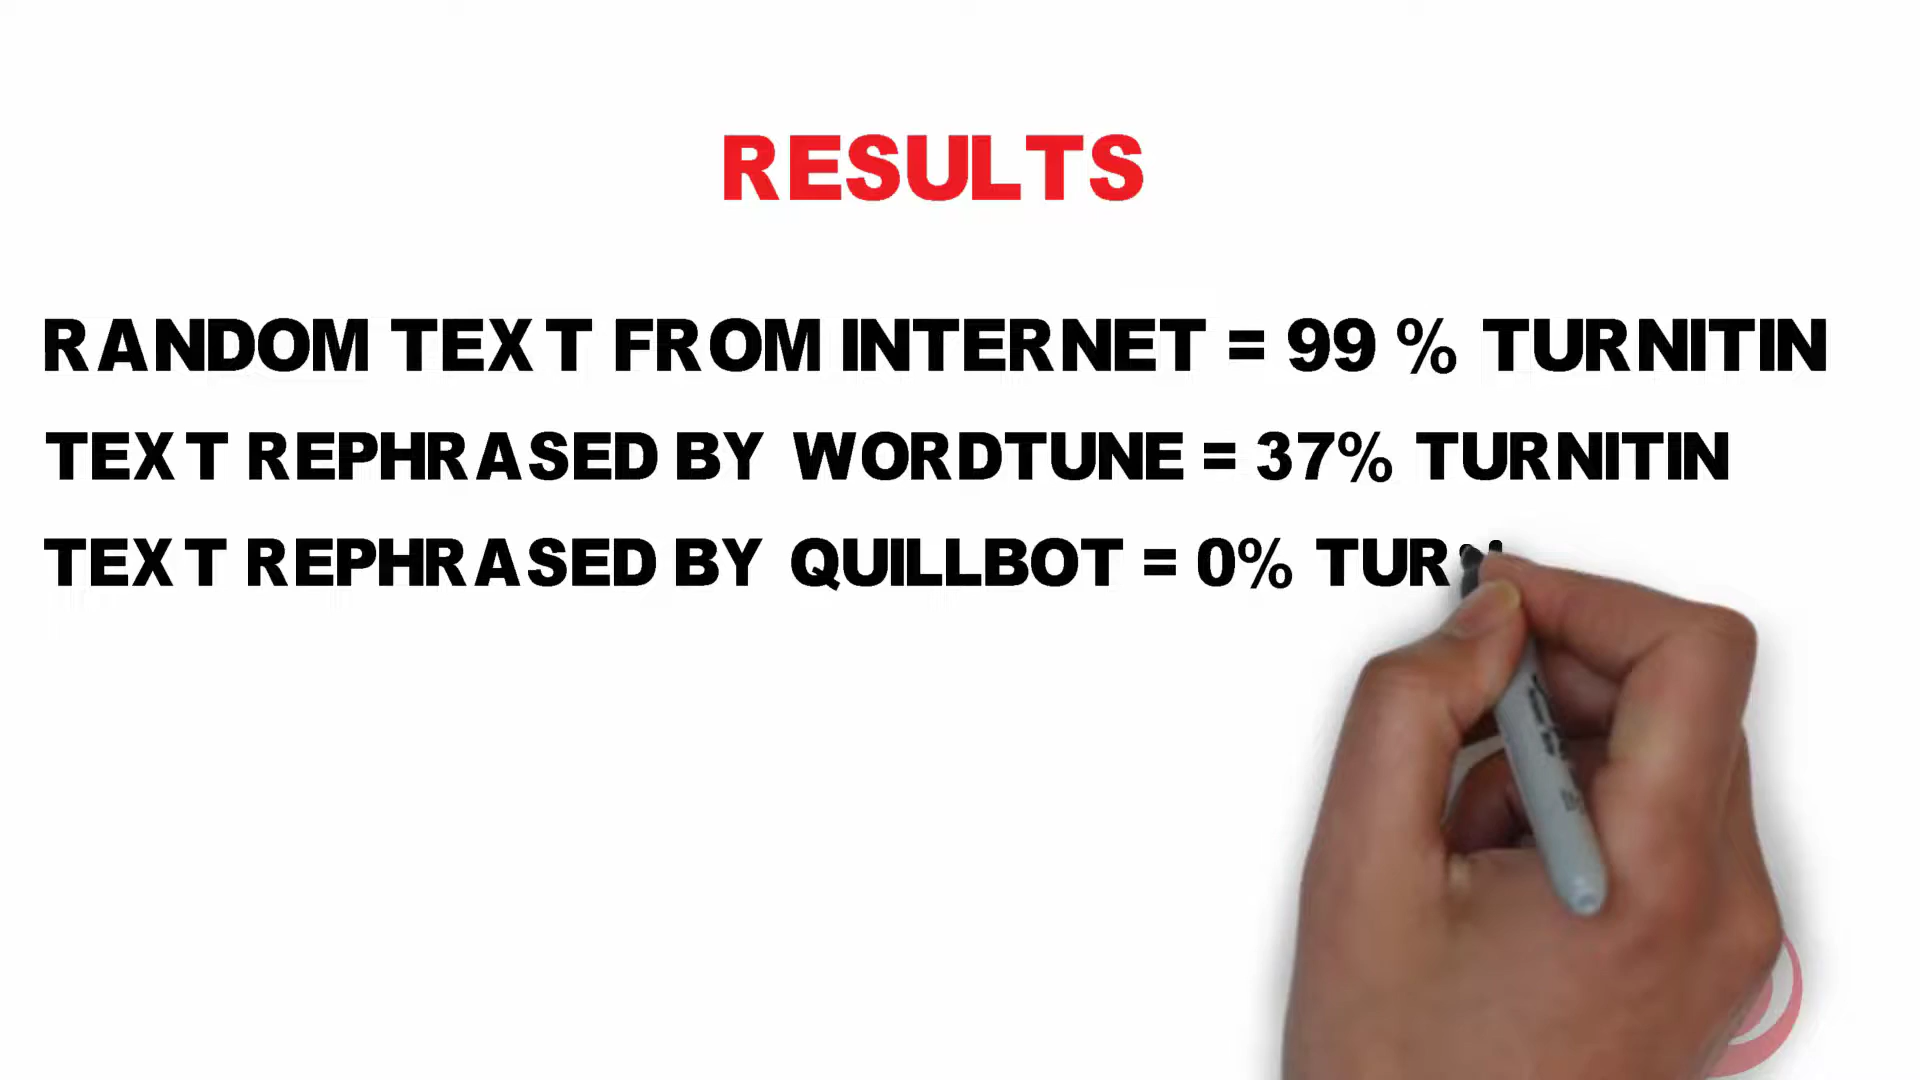 RESULTS
RANDOM TEXT FROM INTERNET = 99 % TURNITIN
TEXT REPHRASED BY WORDTUNE = 37% TURNITIN
TEXT REPHRASED BY QUILLBOT = 0% TUR